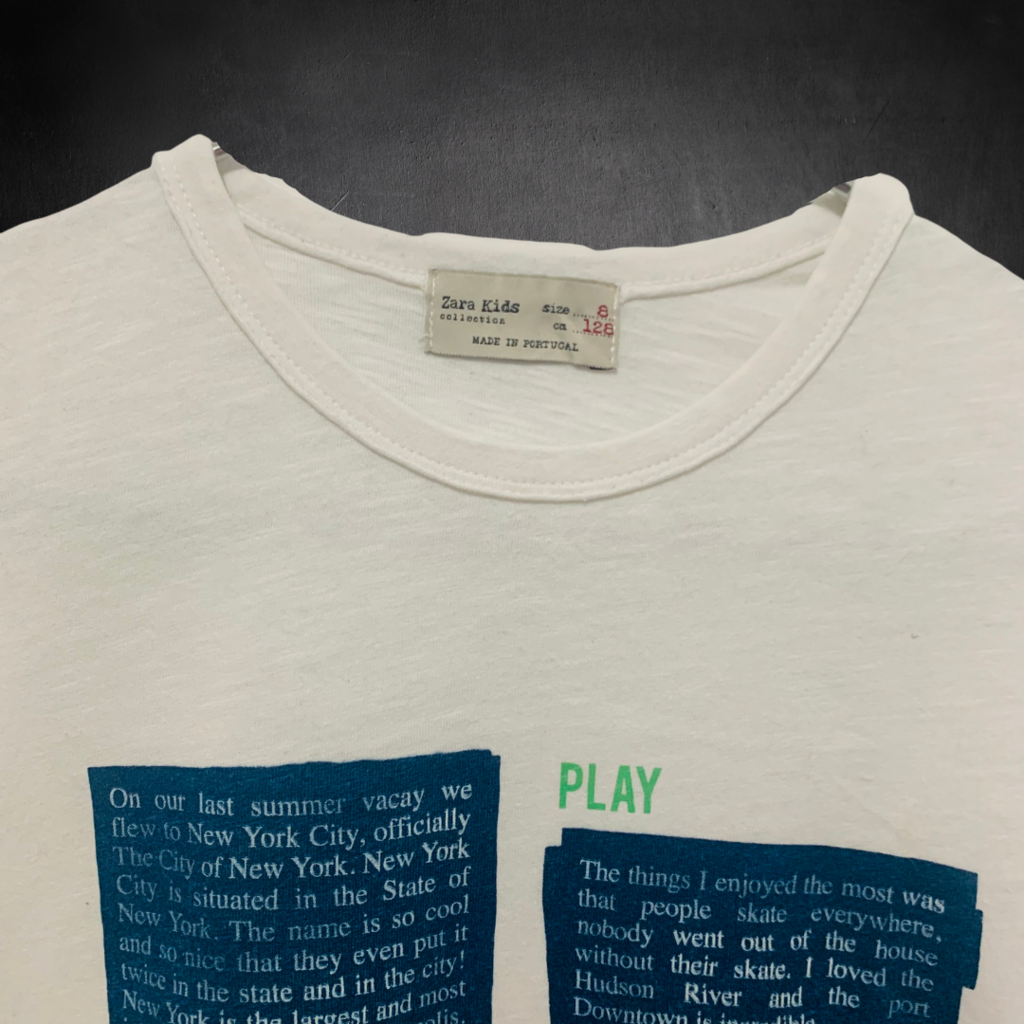 Zara Kids size ...... 8
collection ca ... 128
MADE IN PORTUGAL
On our last summer vacay we
flew to New York City, officially
The City of New York. New York
City is situated in the State of
New York. The name is so cool
and so nice that they even put it
twice in the state and in the city!
New York is the largest and most
PLAY
The things I enjoyed the most was
that people skate everywhere,
nobody went out of the house
without their skate. I loved the
Hudson River and the port
Downtown is incredible